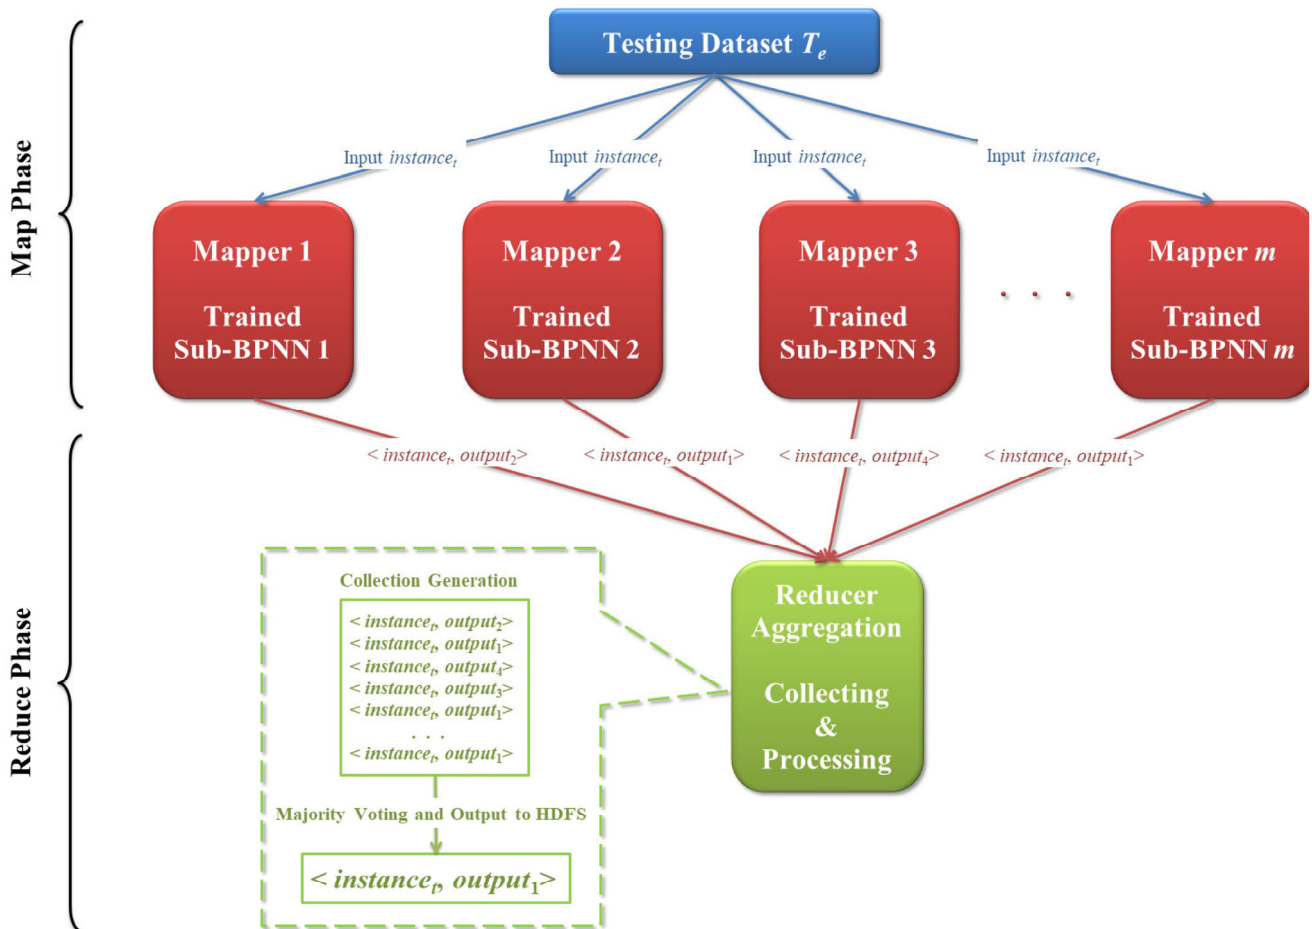 Testing Dataset Te
Map Phase
Input instancet
Input instancet
Input instancet
Input instancet
Mapper 1
Trained
Sub-BPNN 1
Mapper 2
Trained
Sub-BPNN 2
Mapper 3
Trained
Sub-BPNN 3
. . .
Mapper m
Trained
Sub-BPNN m
Reduce Phase
< instancet, output2>
< instancet, output1>
< instancet, output4>
< instancet, output1>
Collection Generation
< instancet, output2>
< instancet, output1>
< instancet, output4>
< instancet, output3>
< instancet, output1>
. . .
< instancet, output1>
Majority Voting and Output to HDFS
< instancet, output1>
Reducer
Aggregation
Collecting
&
Processing